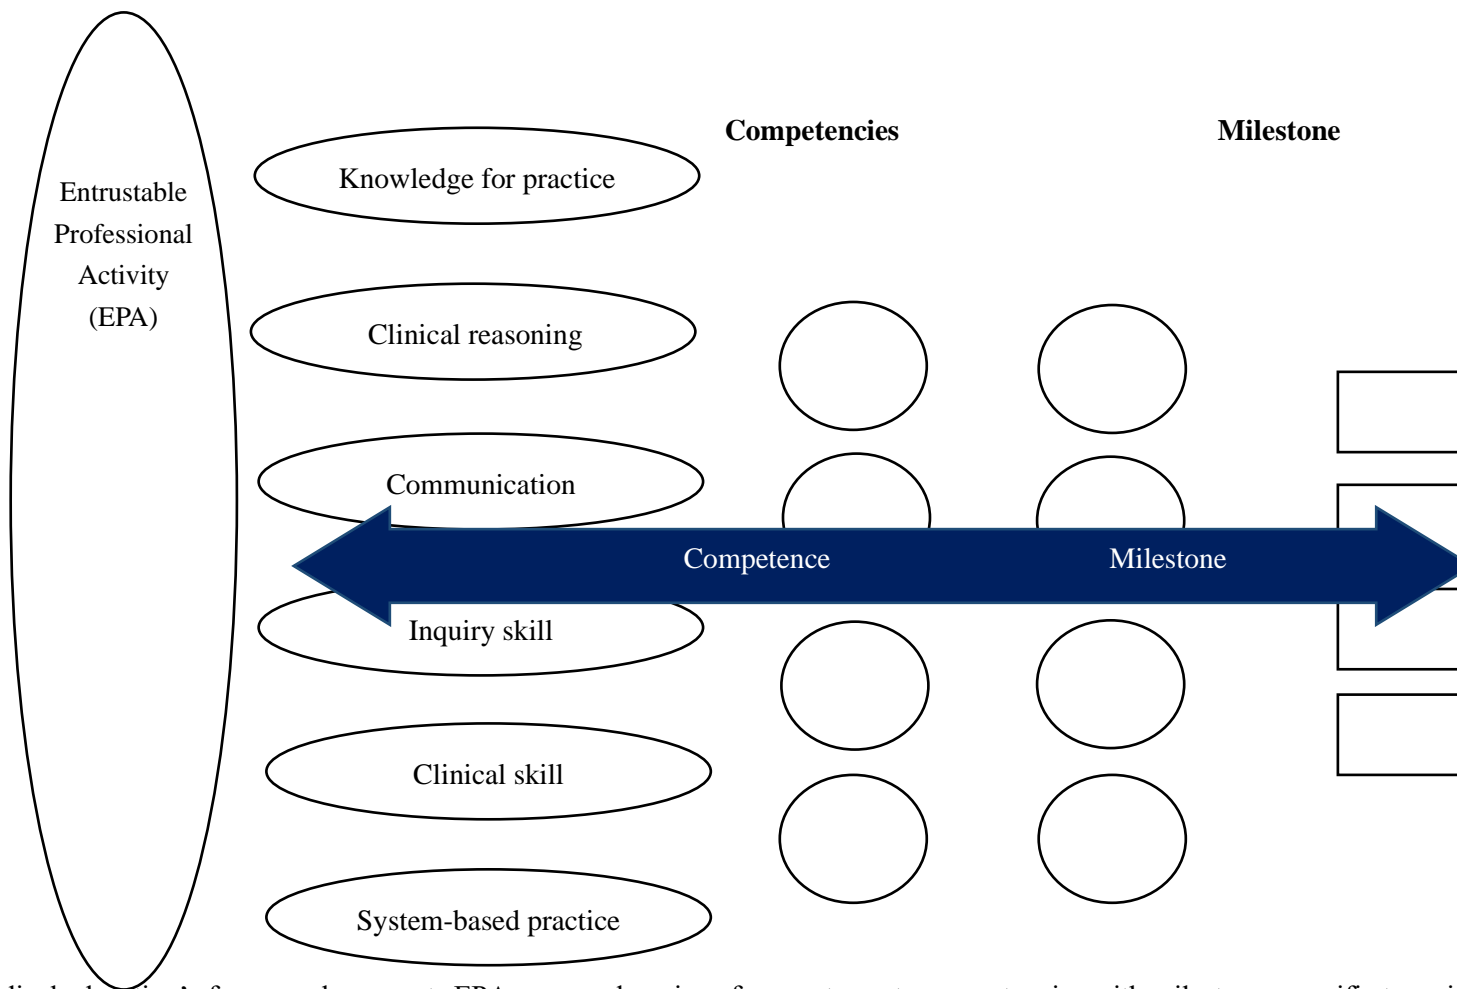 Competencies
Milestone
Entrustable
Professional
Activity
(EPA)
Knowledge for practice
Clinical reasoning
Communication
Competence
Milestone
Inquiry skill
Clinical skill
System-based practice